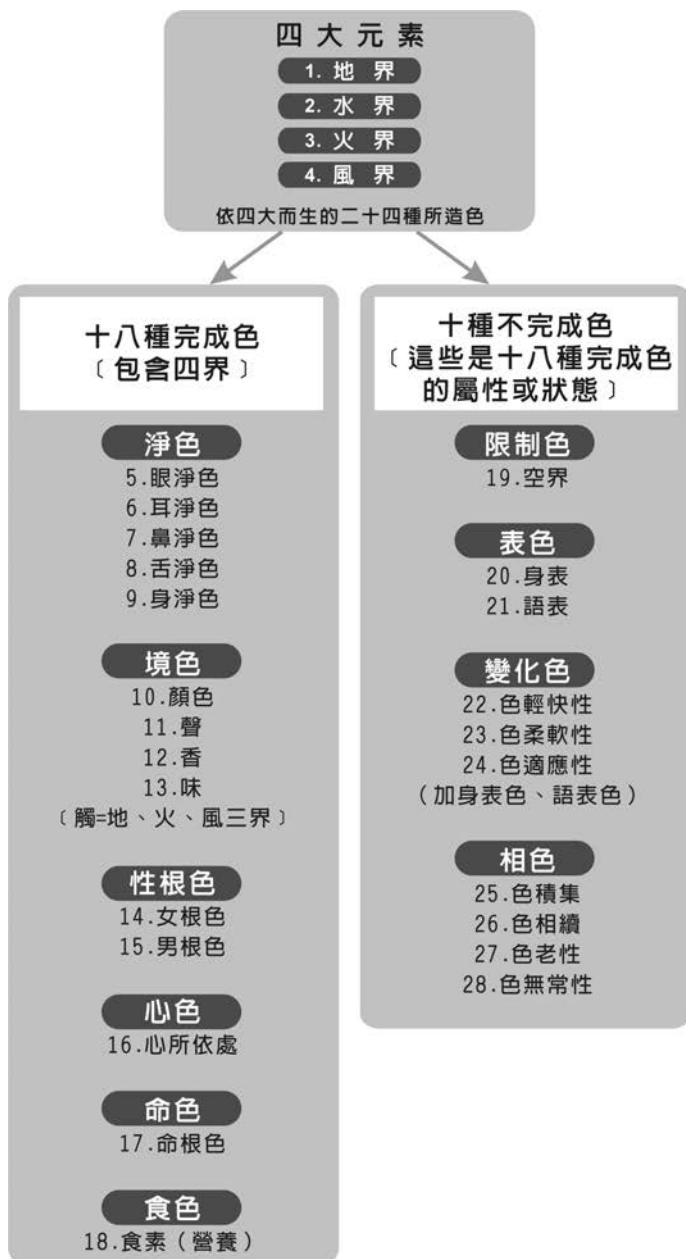 四大元素
1. 地 界
2. 水 界
3. 火 界
4. 風 界
依四大而生的二十四種所造色
十八種完成色
﹝包含四界﹞
淨色
5.眼淨色
6.耳淨色
7.鼻淨色
8.舌淨色
9.身淨色
境色
10.顏色
11.聲
12.香
13.味
﹝觸=地、火、風三界﹞
性根色
14.女根色
15.男根色
心色
16.心所依處
命色
17.命根色
食色
18.食素（營養）
十種不完成色
﹝這些是十八種完成色
的屬性或狀態﹞
限制色
19.空界
表色
20.身表
21.語表
變化色
22.色輕快性
23.色柔軟性
24.色適應性
（加身表色、語表色）
相色
25.色積集
26.色相續
27.色老性
28.色無常性